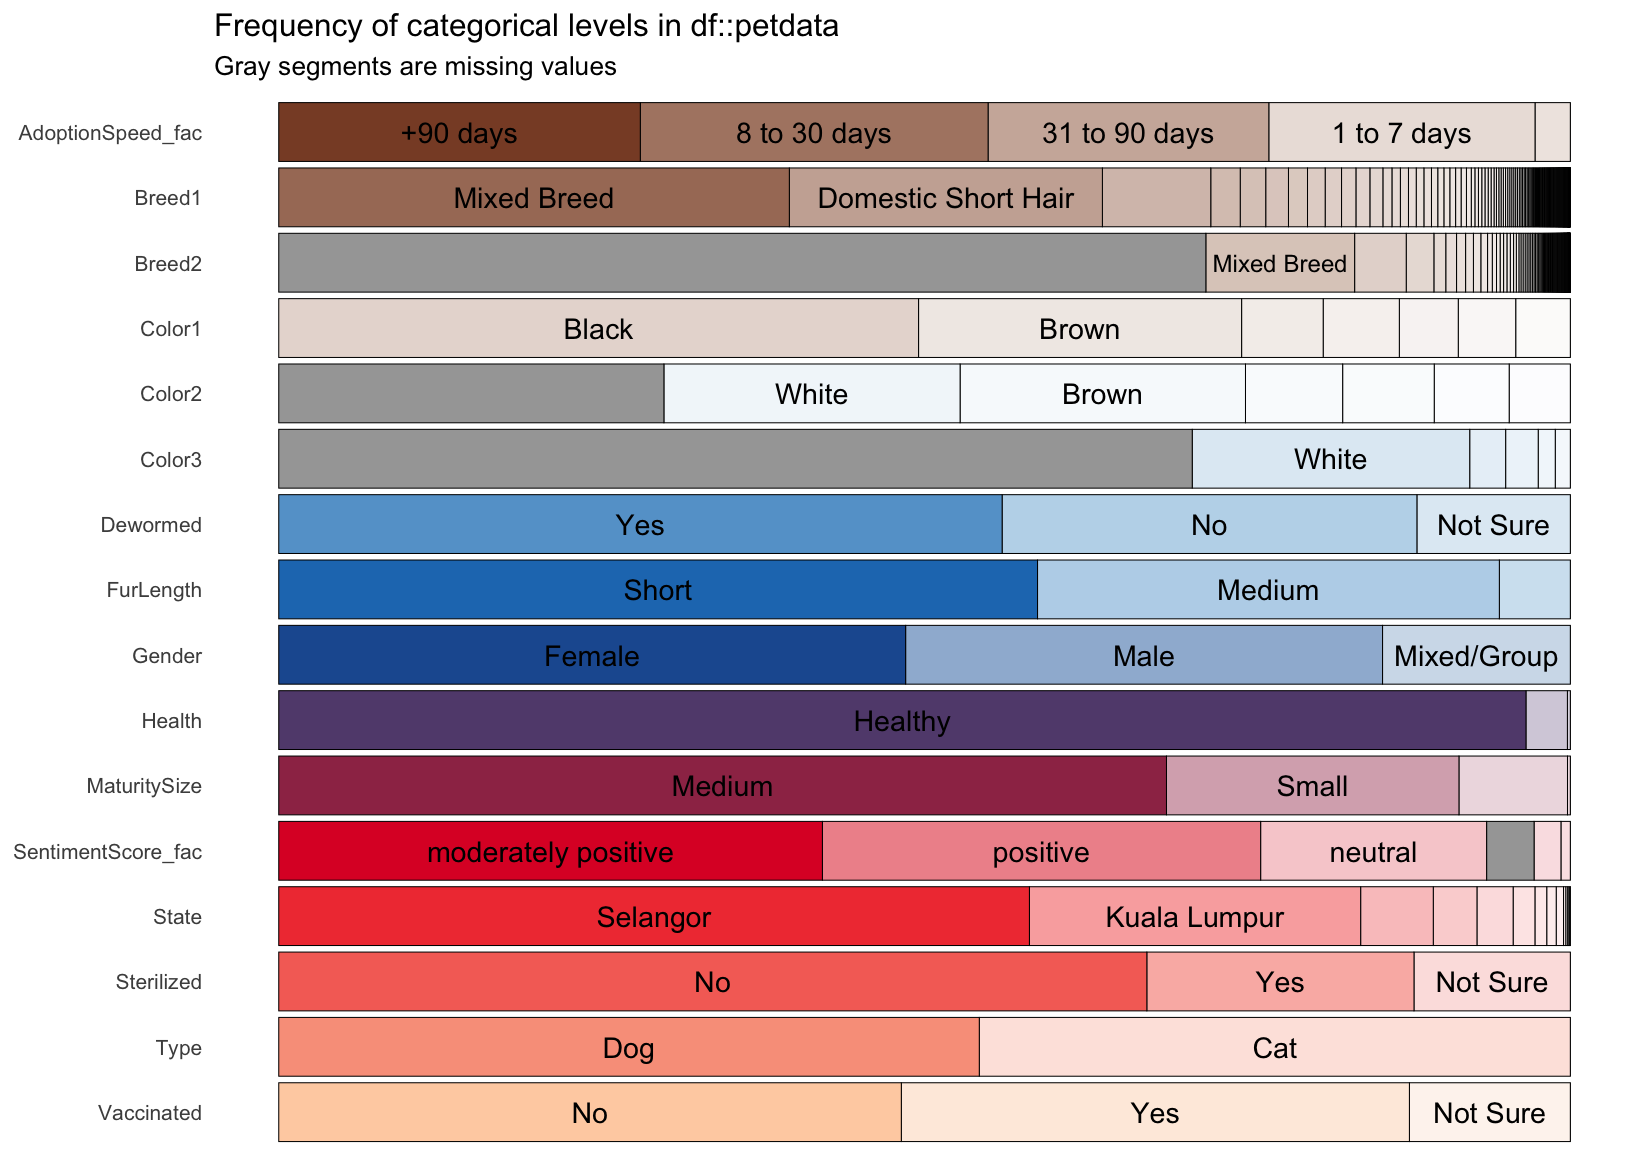 Frequency of categorical levels in df::petdata
Gray segments are missing values
AdoptionSpeed_fac +90 days 8 to 30 days 31 to 90 days 1 to 7 days
Breed1 Mixed Breed Domestic Short Hair
Breed2 Mixed Breed
Color1 Black Brown
Color2 White Brown
Color3 White
Dewormed Yes No Not Sure
FurLength Short Medium
Gender Female Male Mixed/Group
Health Healthy
MaturitySize Medium Small
SentimentScore_fac moderately positive positive neutral
State Selangor Kuala Lumpur
Sterilized No Yes Not Sure
Type Dog Cat
Vaccinated No Yes Not Sure